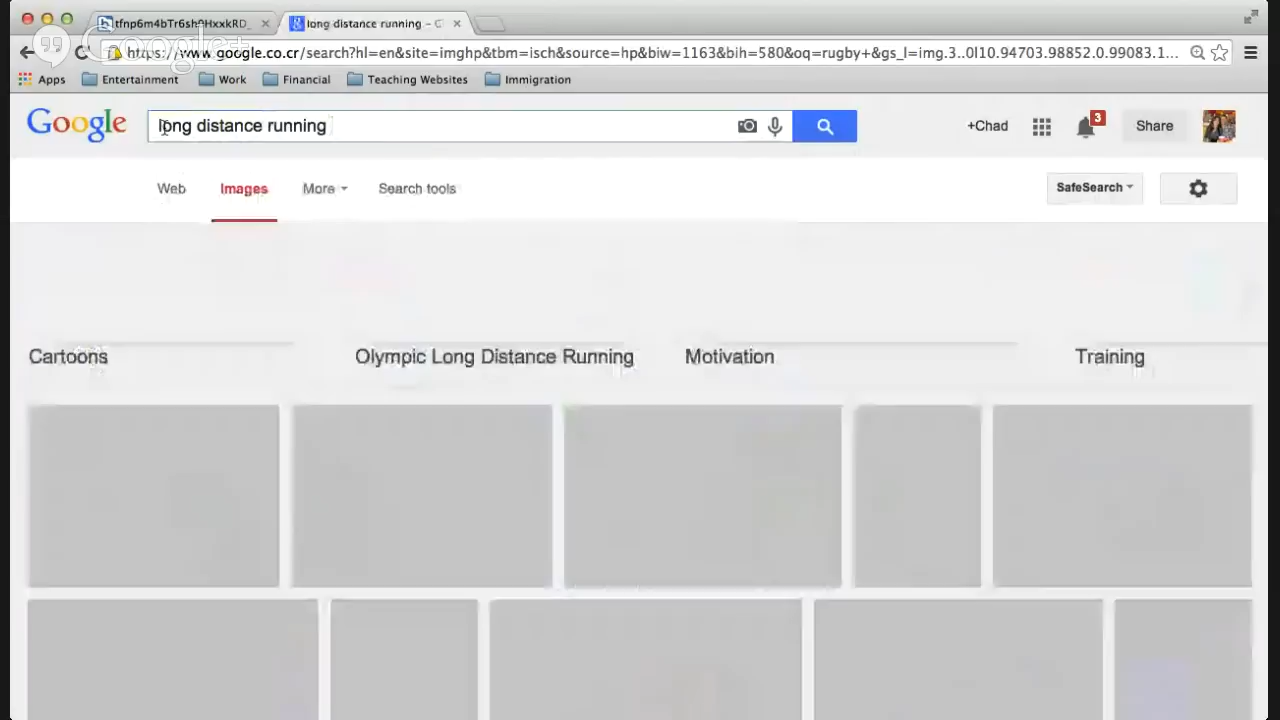 long distance running - G
Google+
https://www.google.co.cr/search?hl=en&site=imghp&tbm=isch&source=hp&biw=1163&bih=580&oq=rugby+&gs_l=img.3..0l10.94703.98852.0.99083.1...
Apps Entertainment Work Financial Teaching Websites Immigration
Google long distance running +Chad 3 Share
Web Images More Search tools SafeSearch
Cartoons Olympic Long Distance Running Motivation Training